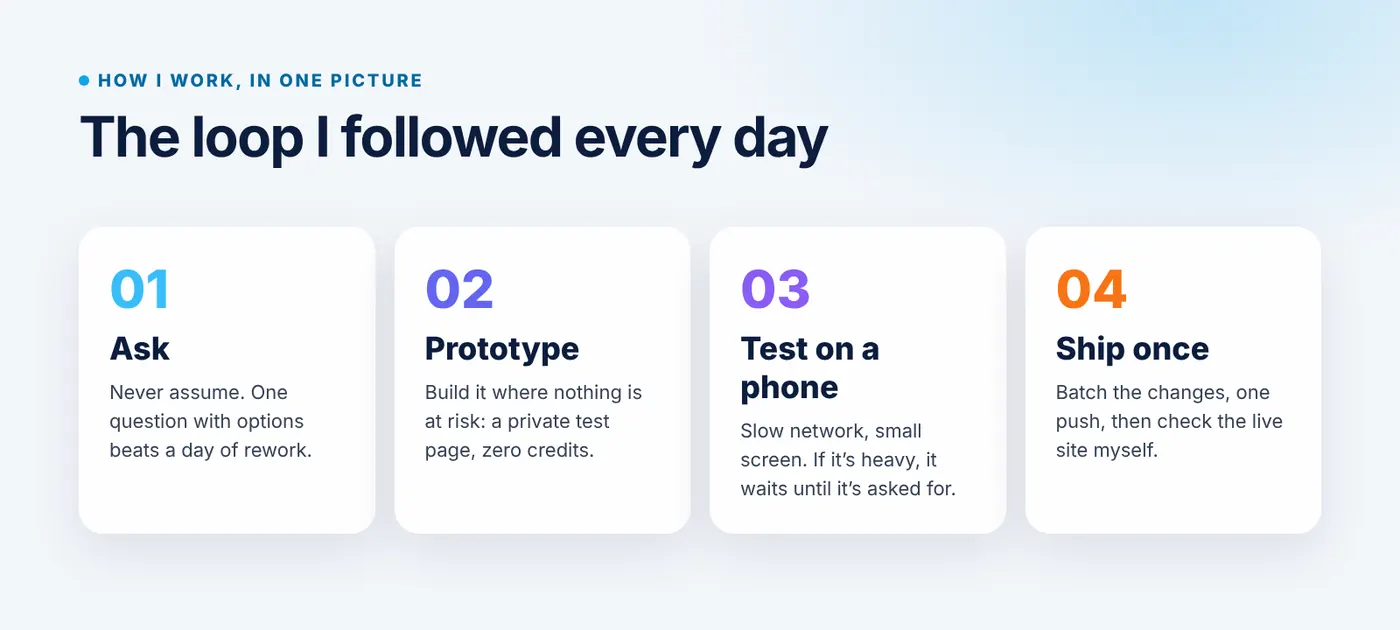 HOW I WORK, IN ONE PICTURE
The loop I followed every day
01
Ask
Never assume. One
question with options
beats a day of rework.
02
Prototype
Build it where nothing is
at risk: a private test
page, zero credits.
03
Test on a
phone
Slow network, small
screen. If it’s heavy, it
waits until it’s asked for.
04
Ship once
Batch the changes, one
push, then check the live
site myself.